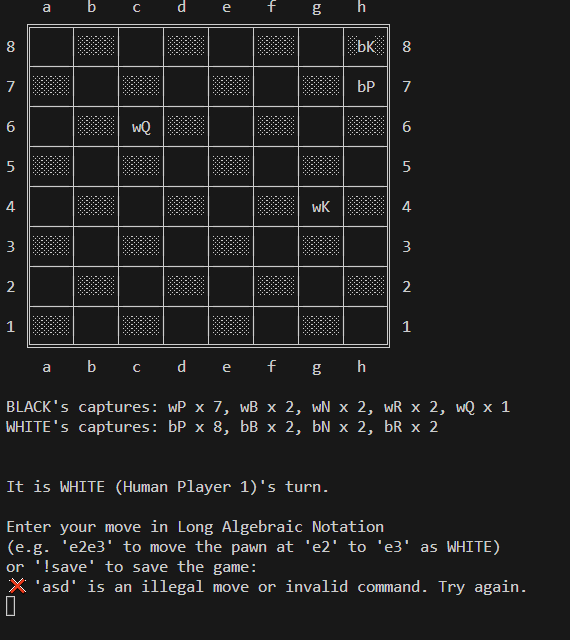 a b c d e f g h
8 bK 8
7 bP 7
6 wQ 6
5 5
4 wK 4
3 3
2 2
1 1
a b c d e f g h
BLACK's captures: wP x 7, wB x 2, wN x 2, wR x 2, wQ x 1
WHITE's captures: bP x 8, bB x 2, bN x 2, bR x 2
It is WHITE (Human Player 1)'s turn.
Enter your move in Long Algebraic Notation
(e.g. 'e2e3' to move the pawn at 'e2' to 'e3' as WHITE)
or '!save' to save the game:
❌ 'asd' is an illegal move or invalid command. Try again.